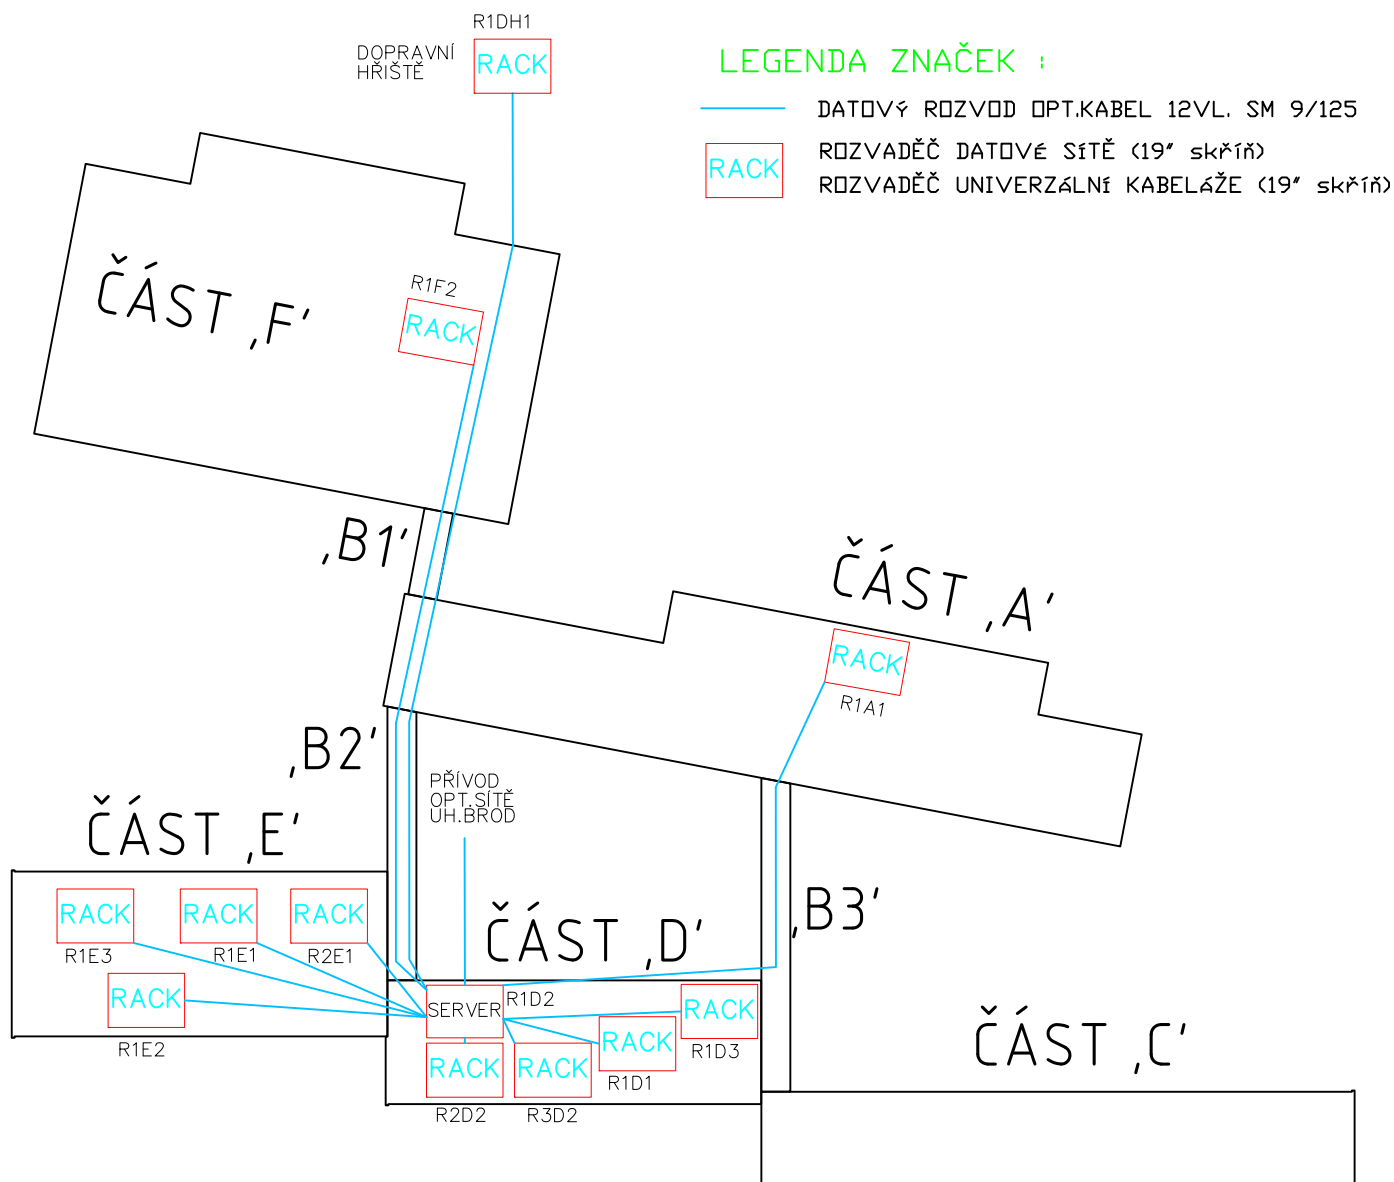 R1DH1
DOPRAVNÍ
HŘIŠTĚ
RACK
LEGENDA ZNAČEK :
DATOVÝ ROZVOD OPT.KABEL 12VL. SM 9/125
RACK
ROZVADĚČ DATOVÉ SÍTĚ (19" skříň)
ROZVADĚČ UNIVERZÁLNÍ KABELÁŽE (19" skříň)
ČÁST ,F'
R1F2
RACK
,B1'
ČÁST ,A'
RACK
R1A1
,B2'
PŘÍVOD
OPT.SÍTĚ
UH.BROD
ČÁST ,E'
RACK
R1E3
RACK
R1E1
RACK
R2E1
RACK
R1E2
ČÁST ,D'
,B3'
SERVER
R1D2
RACK
R1D3
RACK
R1D1
RACK
R2D2
RACK
R3D2
ČÁST ,C'